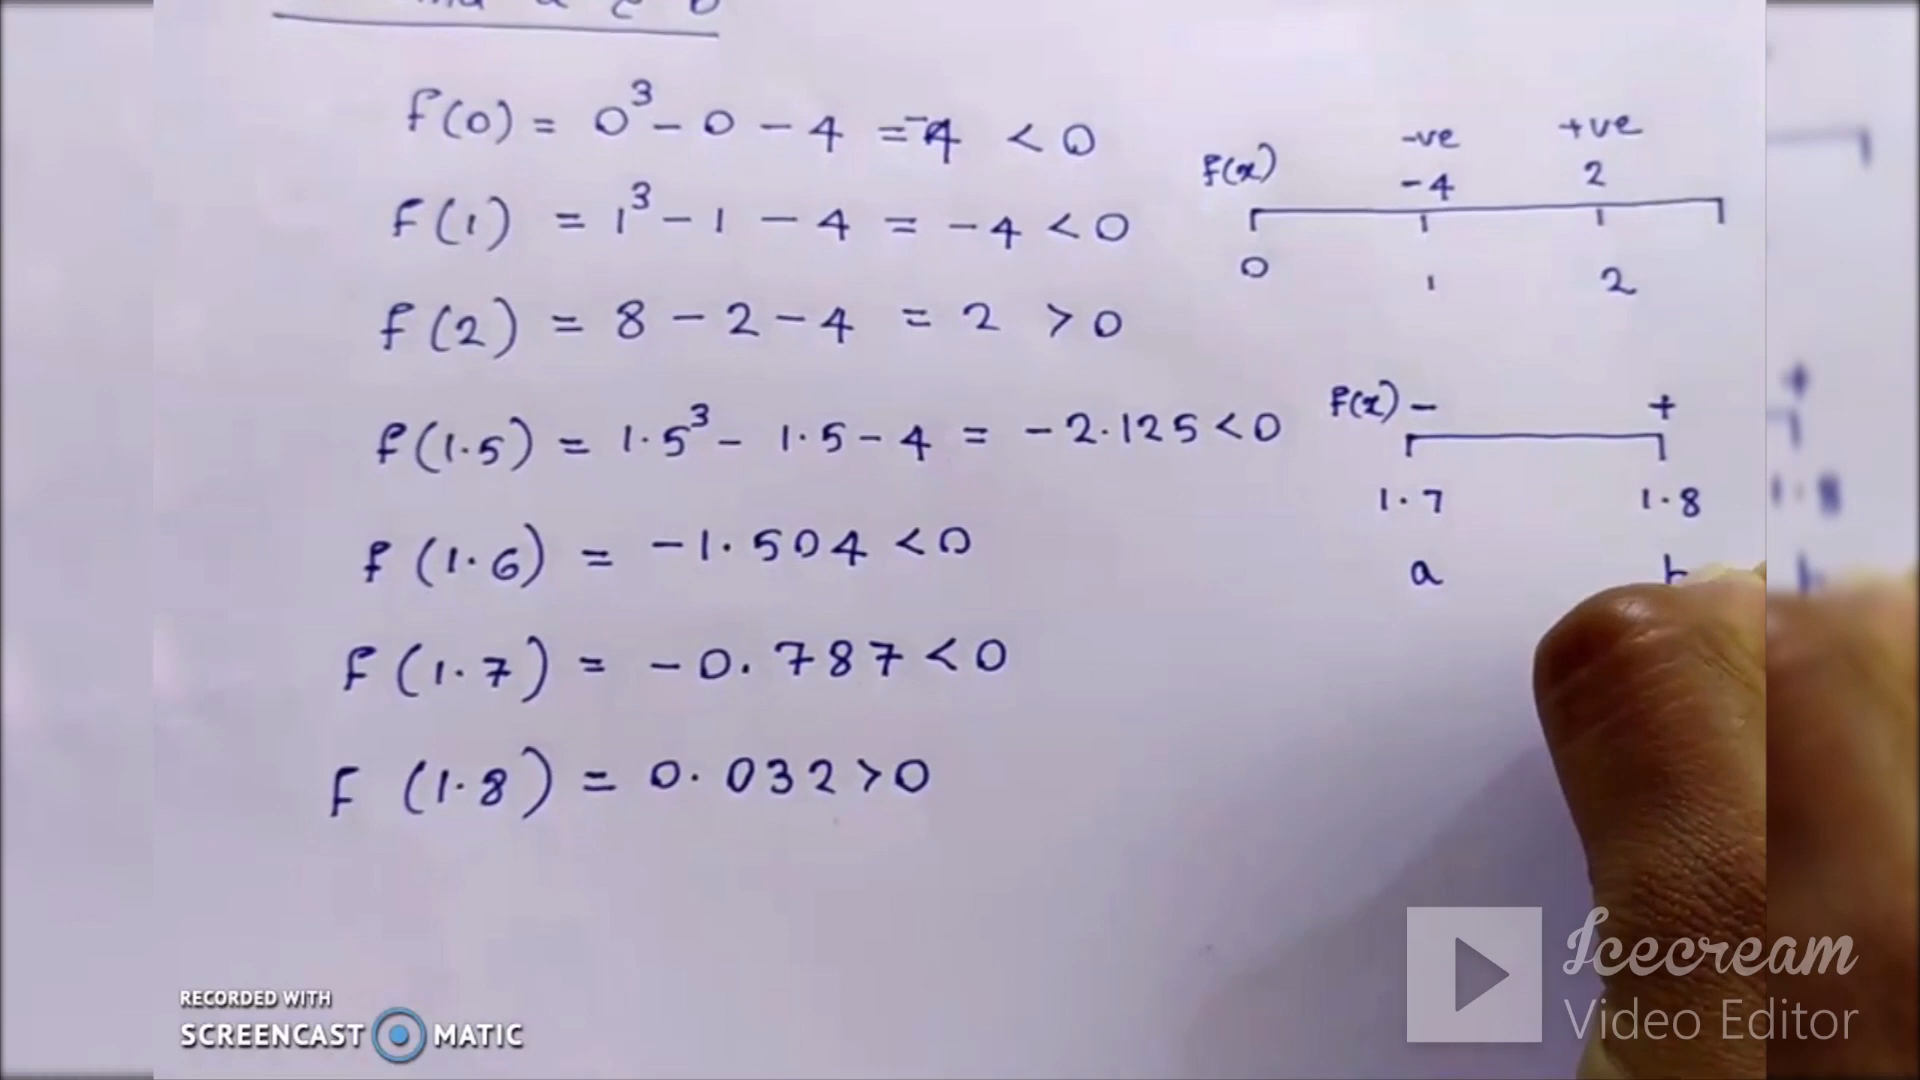 f(0) = 0³ - 0 - 4 = -4 < 0
f(1) = 1³ - 1 - 4 = -4 < 0
f(2) = 8 - 2 - 4 = 2 > 0
f(1.5) = 1.5³ - 1.5 - 4 = -2.125 < 0
f(1.6) = -1.504 < 0
f(1.7) = -0.787 < 0
f(1.8) = 0.032 > 0
-ve +ve
f(x) -4 2
0 1 2
f(x) - +
1.7 1.8
a b
+
1.8
RECORDED WITH
SCREENCAST MATIC
Icecream
Video Editor